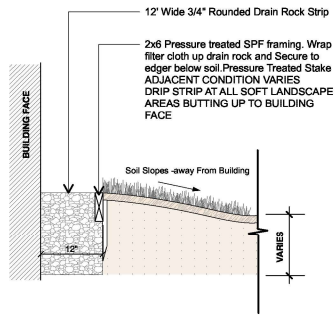 12' Wide 3/4" Rounded Drain Rock Strip
2x6 Pressure treated SPF framing. Wrap
filter cloth up drain rock and Secure to
edger below soil.Pressure Treated Stake
ADJACENT CONDITION VARIES
DRIP STRIP AT ALL SOFT LANDSCAPE
AREAS BUTTING UP TO BUILDING
FACE
BUILDING FACE
Soil Slopes -away From Building
12"
VARIES